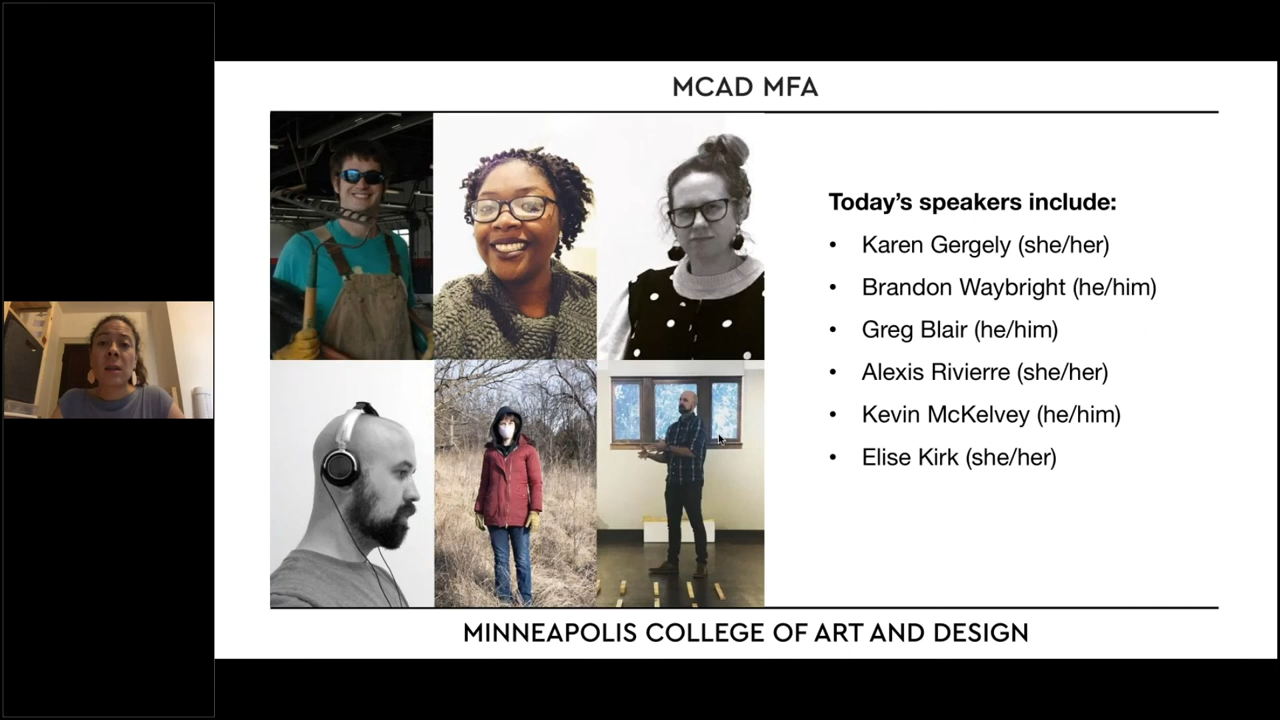 MCAD MFA
Today's speakers include:
• Karen Gergely (she/her)
• Brandon Waybright (he/him)
• Greg Blair (he/him)
• Alexis Rivierre (she/her)
• Kevin McKelvey (he/him)
• Elise Kirk (she/her)
MINNEAPOLIS COLLEGE OF ART AND DESIGN